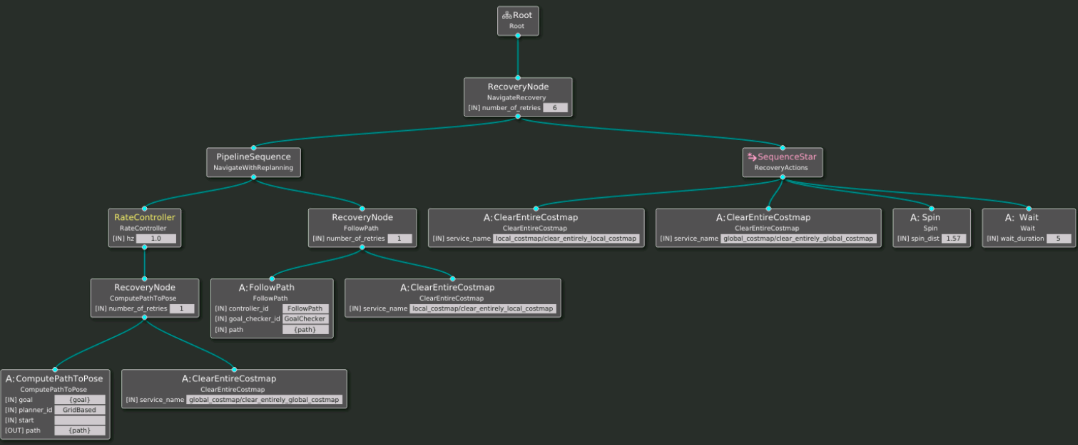 Root
Root
RecoveryNode
NavigateRecovery
[IN] number_of_retries 6
PipelineSequence
NavigateWithReplanning
SequenceStar
RecoveryActions
RateController
RateController
[IN] hz 1.0
RecoveryNode
FollowPath
[IN] number_of_retries 1
A: ClearEntireCostmap
ClearEntireCostmap
[IN] service_name local_costmap/clear_entirely_local_costmap
A: ClearEntireCostmap
ClearEntireCostmap
[IN] service_name global_costmap/clear_entirely_global_costmap
A: Spin
Spin
[IN] spin_dist 1.57
A: Wait
Wait
[IN] wait_duration 5
RecoveryNode
ComputePathToPose
[IN] number_of_retries 1
A: FollowPath
FollowPath
[IN] controller_id FollowPath
[IN] goal_checker_id GoalChecker
[IN] path {path}
A: ClearEntireCostmap
ClearEntireCostmap
[IN] service_name local_costmap/clear_entirely_local_costmap
A: ComputePathToPose
ComputePathToPose
[IN] goal {goal}
[IN] planner_id GridBased
[IN] start
[OUT] path {path}
A: ClearEntireCostmap
ClearEntireCostmap
[IN] service_name global_costmap/clear_entirely_global_costmap